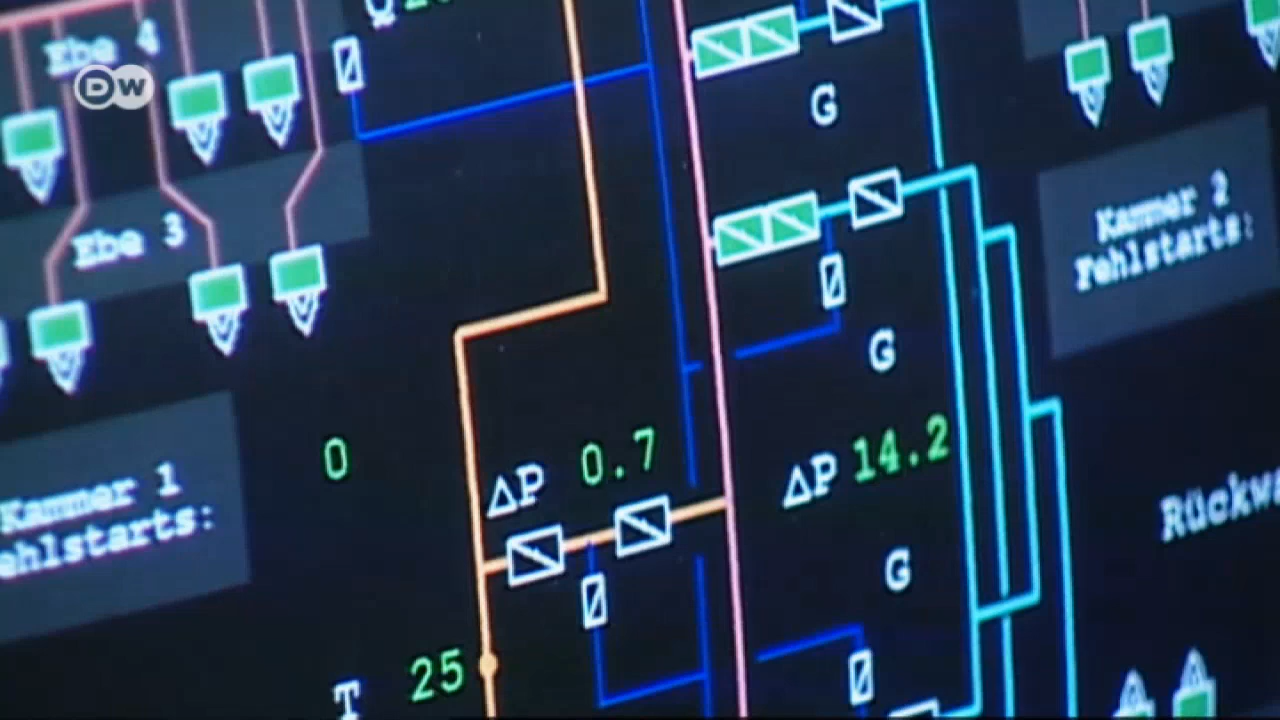 Ebe 4
DW
G
Kammer 2
Fehlstarts:
Ebe 3
G
0
ΔP 0.7
ΔP 14.2
Kammer 1
ehlstarts:
G
T 25